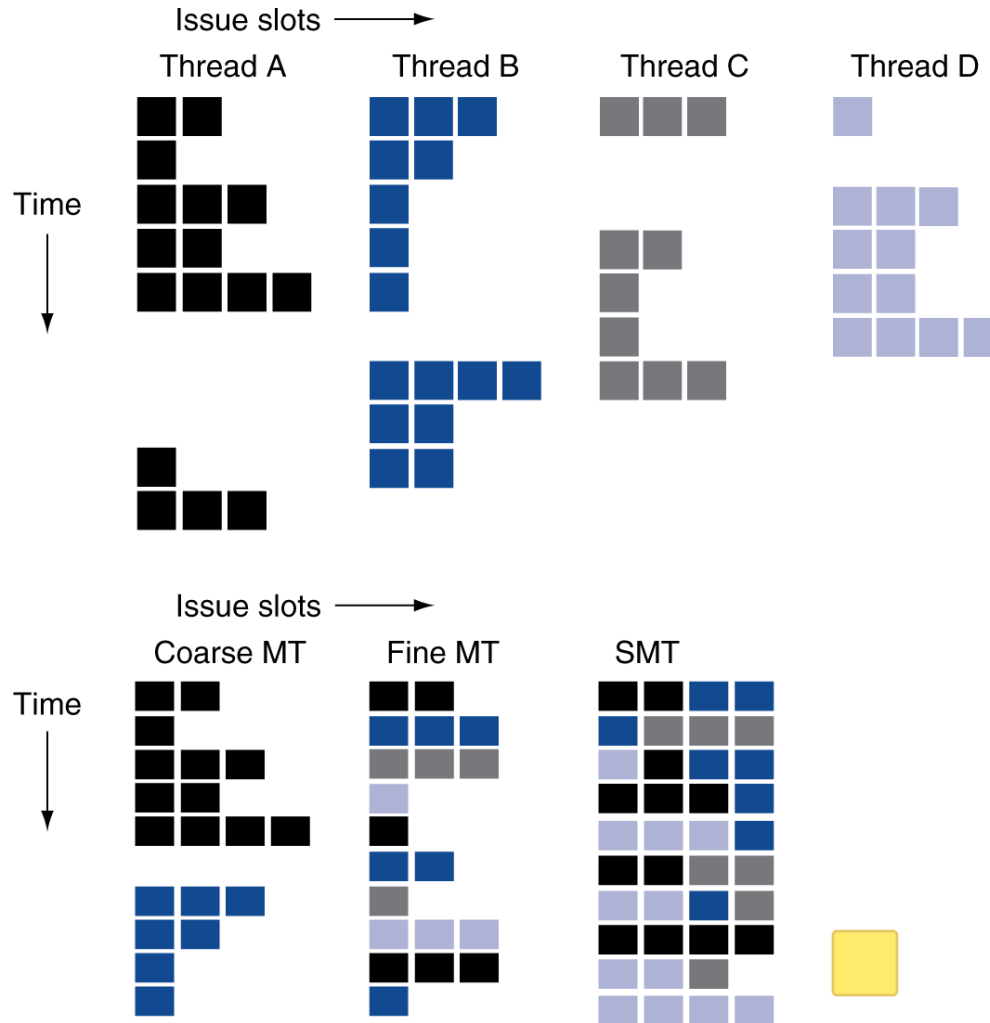 Issue slots
Thread A Thread B Thread C Thread D
Time
Issue slots
Coarse MT Fine MT SMT
Time